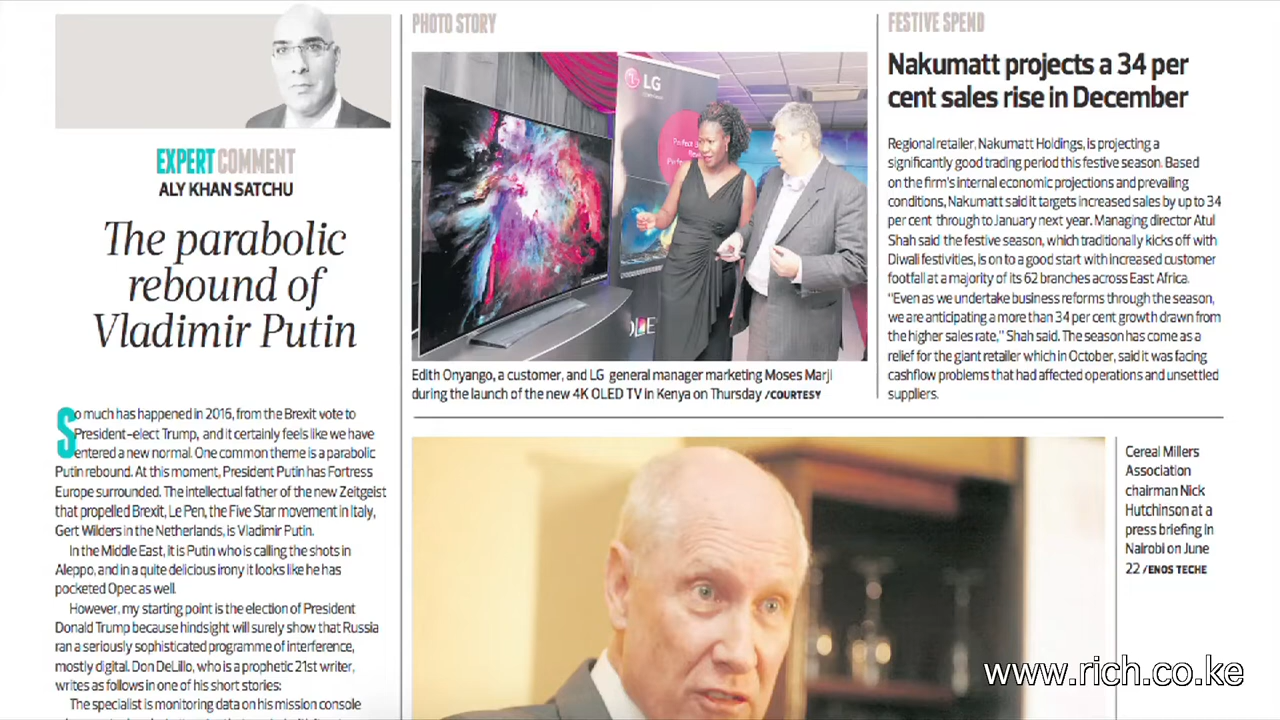 EXPERT COMMENT
ALY KHAN SATCHU
The parabolic
rebound of
Vladimir Putin
So much has happened in 2016, from the Brexit vote to
President-elect Trump, and it certainly feels like we have
entered a new normal. One common theme is a parabolic
Putin rebound. At this moment, President Putin has Fortress
Europe surrounded. The intellectual father of the new Zeitgeist
that propelled Brexit, Le Pen, the Five Star movement in Italy,
Gert Wilders in the Netherlands, is Vladimir Putin.
In the Middle East, it is Putin who is calling the shots in
Aleppo, and in a quite delicious irony it looks like he has
pocketed Opec as well.
However, my starting point is the election of President
Donald Trump because hindsight will surely show that Russia
ran a seriously sophisticated programme of interference,
mostly digital. Don DeLillo, who is a prophetic 21st writer,
writes as follows in one of his short stories:
The specialist is monitoring data on his mission console
PHOTO STORY
LG
Perfect
Edith Onyango, a customer, and LG general manager marketing Moses Marji
during the launch of the new 4K OLED TV in Kenya on Thursday /COURTESY
FESTIVE SPEND
Nakumatt projects a 34 per
cent sales rise in December
Regional retailer, Nakumatt Holdings, is projecting a
significantly good trading period this festive season. Based
on the firm's internal economic projections and prevailing
conditions, Nakumatt said it targets increased sales by up to 34
per cent through to January next year. Managing director Atul
Shah said the festive season, which traditionally kicks off with
Diwali festivities, is on to a good start with increased customer
footfall at a majority of its 62 branches across East Africa.
"Even as we undertake business reforms through the season,
we are anticipating a more than 34 per cent growth drawn from
the higher sales rate," Shah said. The season has come as a
relief for the giant retailer which in October, said it was facing
cashflow problems that had affected operations and unsettled
suppliers.
Cereal Millers
Association
chairman Nick
Hutchinson at a
press briefing in
Nairobi on June
22 /ENOS TECHE
www.rich.co.ke